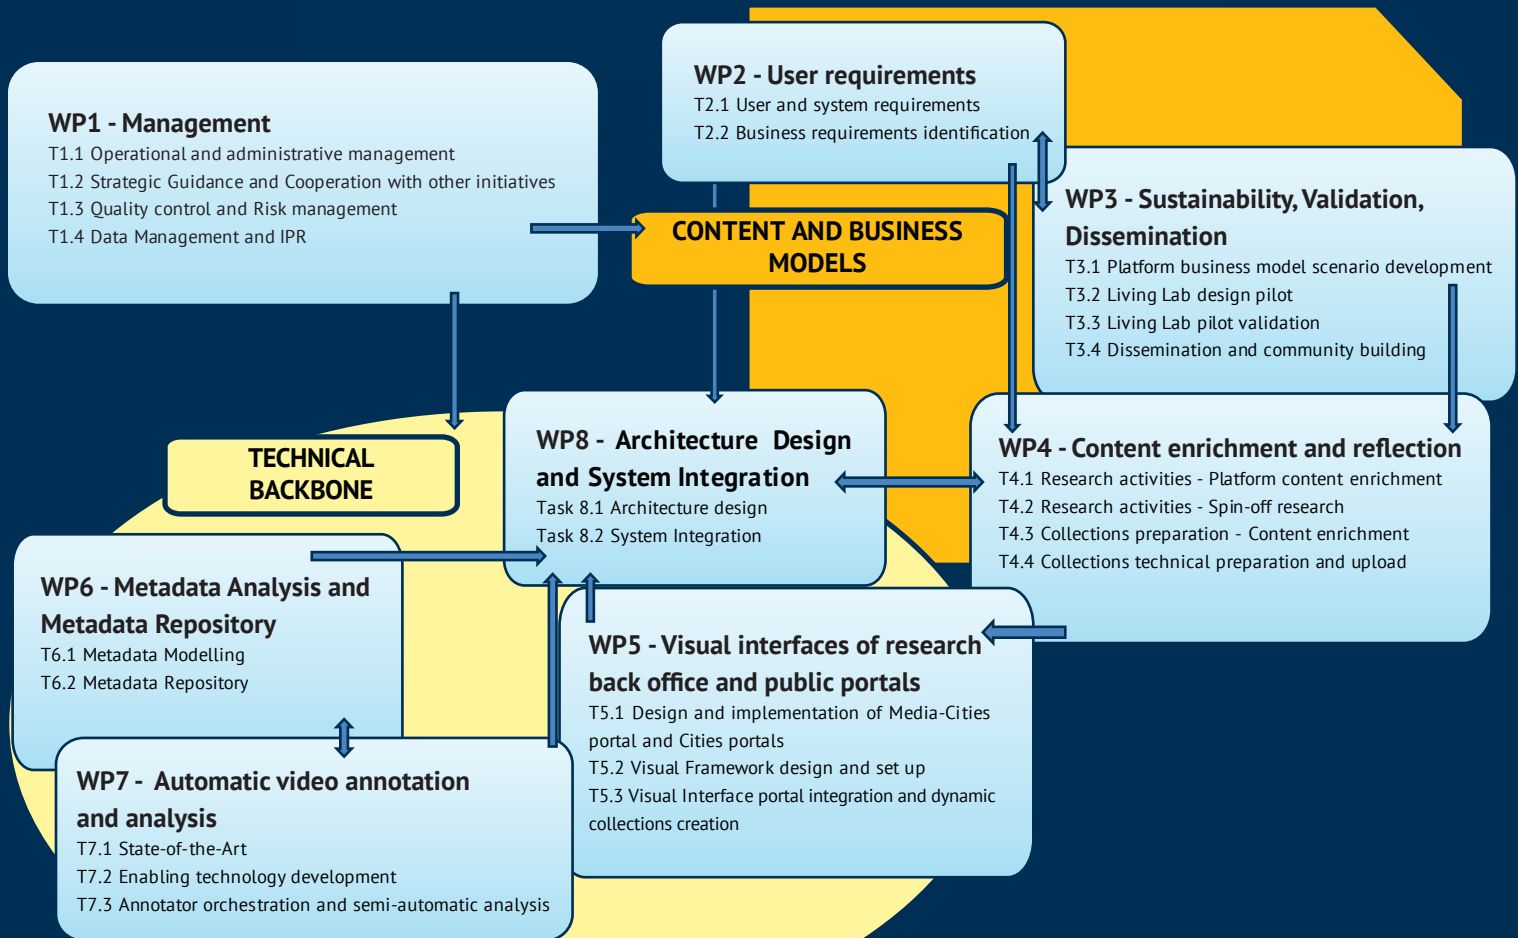 WP1 - Management
T1.1 Operational and administrative management
T1.2 Strategic Guidance and Cooperation with other initiatives
T1.3 Quality control and Risk management
T1.4 Data Management and IPR
WP2 - User requirements
T2.1 User and system requirements
T2.2 Business requirements identification
CONTENT AND BUSINESS
MODELS
WP3 - Sustainability, Validation,
Dissemination
T3.1 Platform business model scenario development
T3.2 Living Lab design pilot
T3.3 Living Lab pilot validation
T3.4 Dissemination and community building
TECHNICAL
BACKBONE
WP8 - Architecture Design
and System Integration
Task 8.1 Architecture design
Task 8.2 System Integration
WP4 - Content enrichment and reflection
T4.1 Research activities - Platform content enrichment
T4.2 Research activities - Spin-off research
T4.3 Collections preparation - Content enrichment
T4.4 Collections technical preparation and upload
WP6 - Metadata Analysis and
Metadata Repository
T6.1 Metadata Modelling
T6.2 Metadata Repository
WP5 - Visual interfaces of research
back office and public portals
T5.1 Design and implementation of Media-Cities
portal and Cities portals
T5.2 Visual Framework design and set up
T5.3 Visual Interface portal integration and dynamic
collections creation
WP7 - Automatic video annotation
and analysis
T7.1 State-of-the-Art
T7.2 Enabling technology development
T7.3 Annotator orchestration and semi-automatic analysis